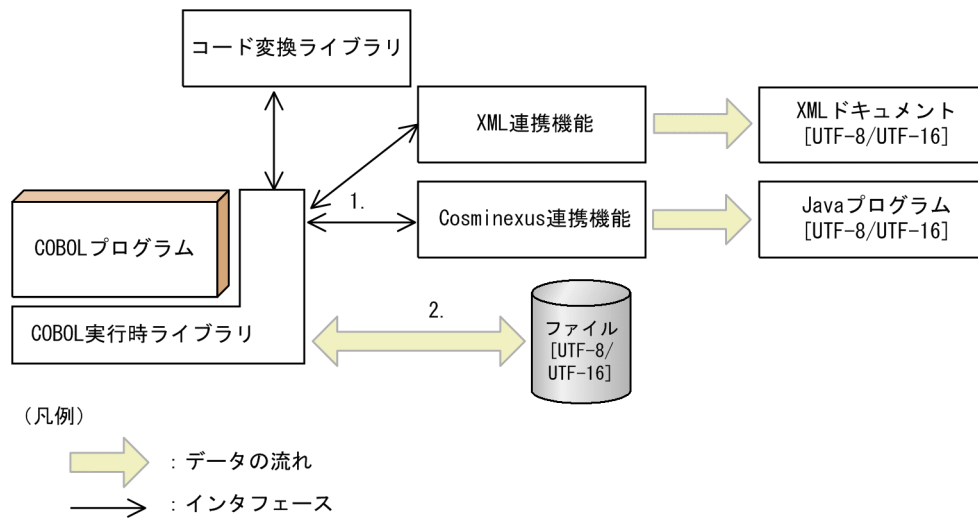 コード変換ライブラリ
XML連携機能
XMLドキュメント
[UTF-8/UTF-16]
1.
Cosminexus連携機能
Javaプログラム
[UTF-8/UTF-16]
COBOLプログラム
COBOL実行時ライブラリ
2.
ファイル
[UTF-8/
UTF-16]
（凡例）
：データの流れ
：インタフェース